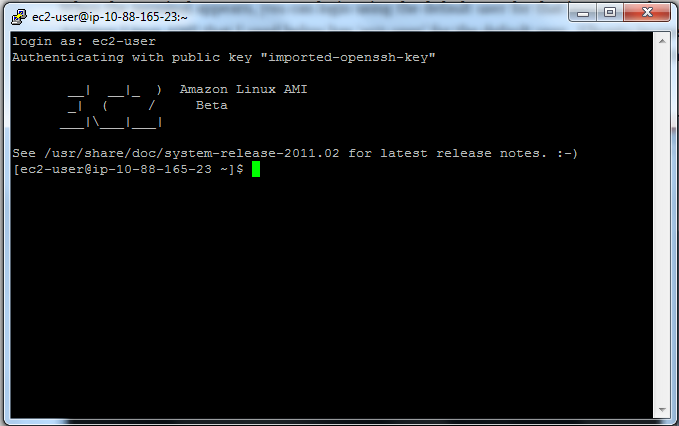 ec2-user@ip-10-88-165-23:~
login as: ec2-user
Authenticating with public key "imported-openssh-key"
       __|  __|_  )  Amazon Linux AMI
       _|  (     /     Beta
      ___|\___|___|
See /usr/share/doc/system-release-2011.02 for latest release notes. :-)
[ec2-user@ip-10-88-165-23 ~]$